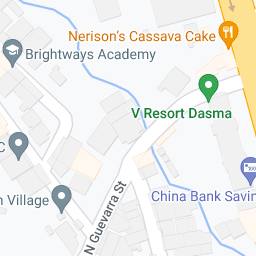 Nerison's Cassava Cake
Brightways Academy
V Resort Dasma
C
n Village
China Bank Savin
N Guevarra St